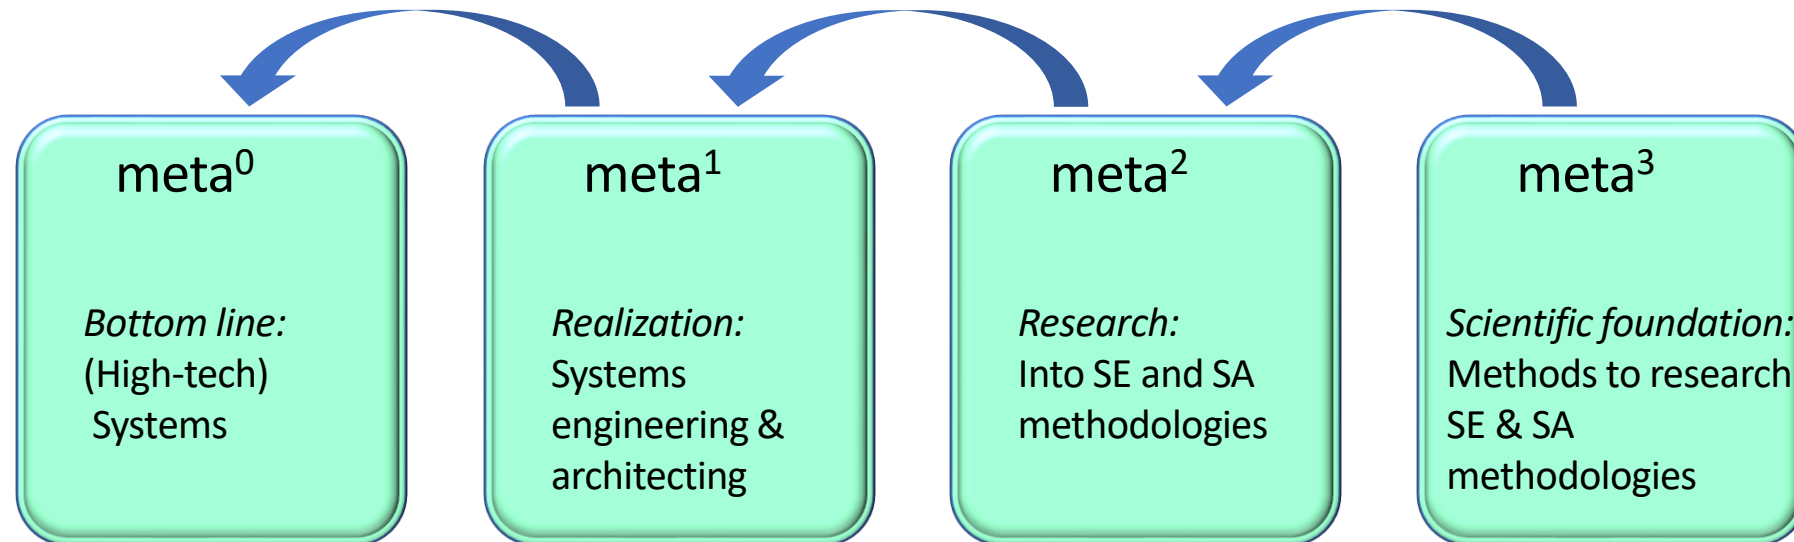 meta⁰
Bottom line:
(High-tech)
Systems
meta¹
Realization:
Systems
engineering &
architecting
meta²
Research:
Into SE and SA
methodologies
meta³
Scientific foundation:
Methods to research
SE & SA
methodologies